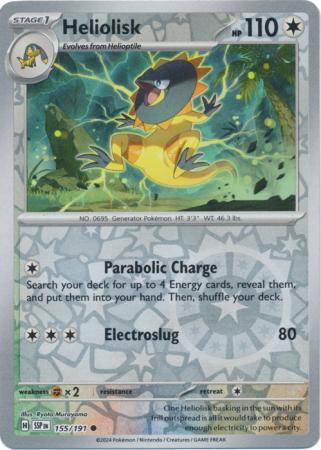 STAGE 1
Heliolisk
HP 110
Evolves from Helioptile
NO. 0695 Generator Pokémon HT: 3'3" WT: 46.3 lbs.
Parabolic Charge
Search your deck for up to 4 Energy cards, reveal them,
and put them into your hand. Then, shuffle your deck.
Electroslug 80
weakness ×2 resistance retreat
Illus. Ryota Murayama
H SSP EN 155/191
One Heliolisk basking in the sun with its
frill outspread is all it would take to produce
enough electricity to power a city.
©2024 Pokémon / Nintendo / Creatures / GAME FREAK